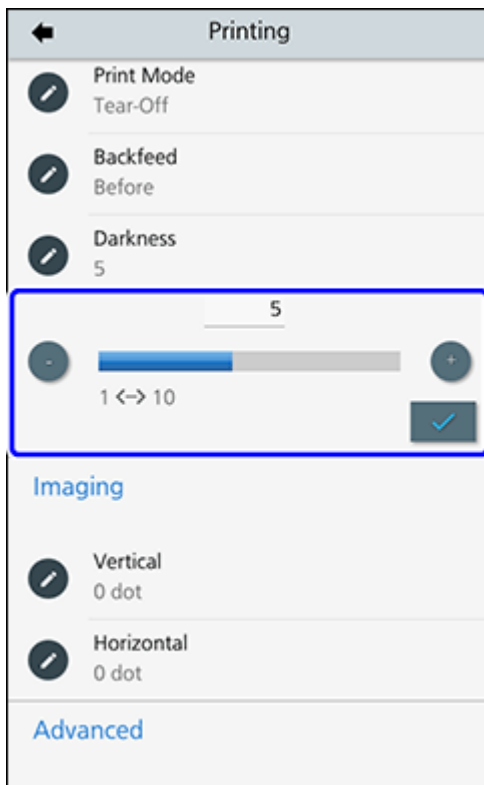 Printing
Print Mode
Tear-Off
Backfeed
Before
Darkness
5
5
-
+
1 <-> 10
Imaging
Vertical
0 dot
Horizontal
0 dot
Advanced